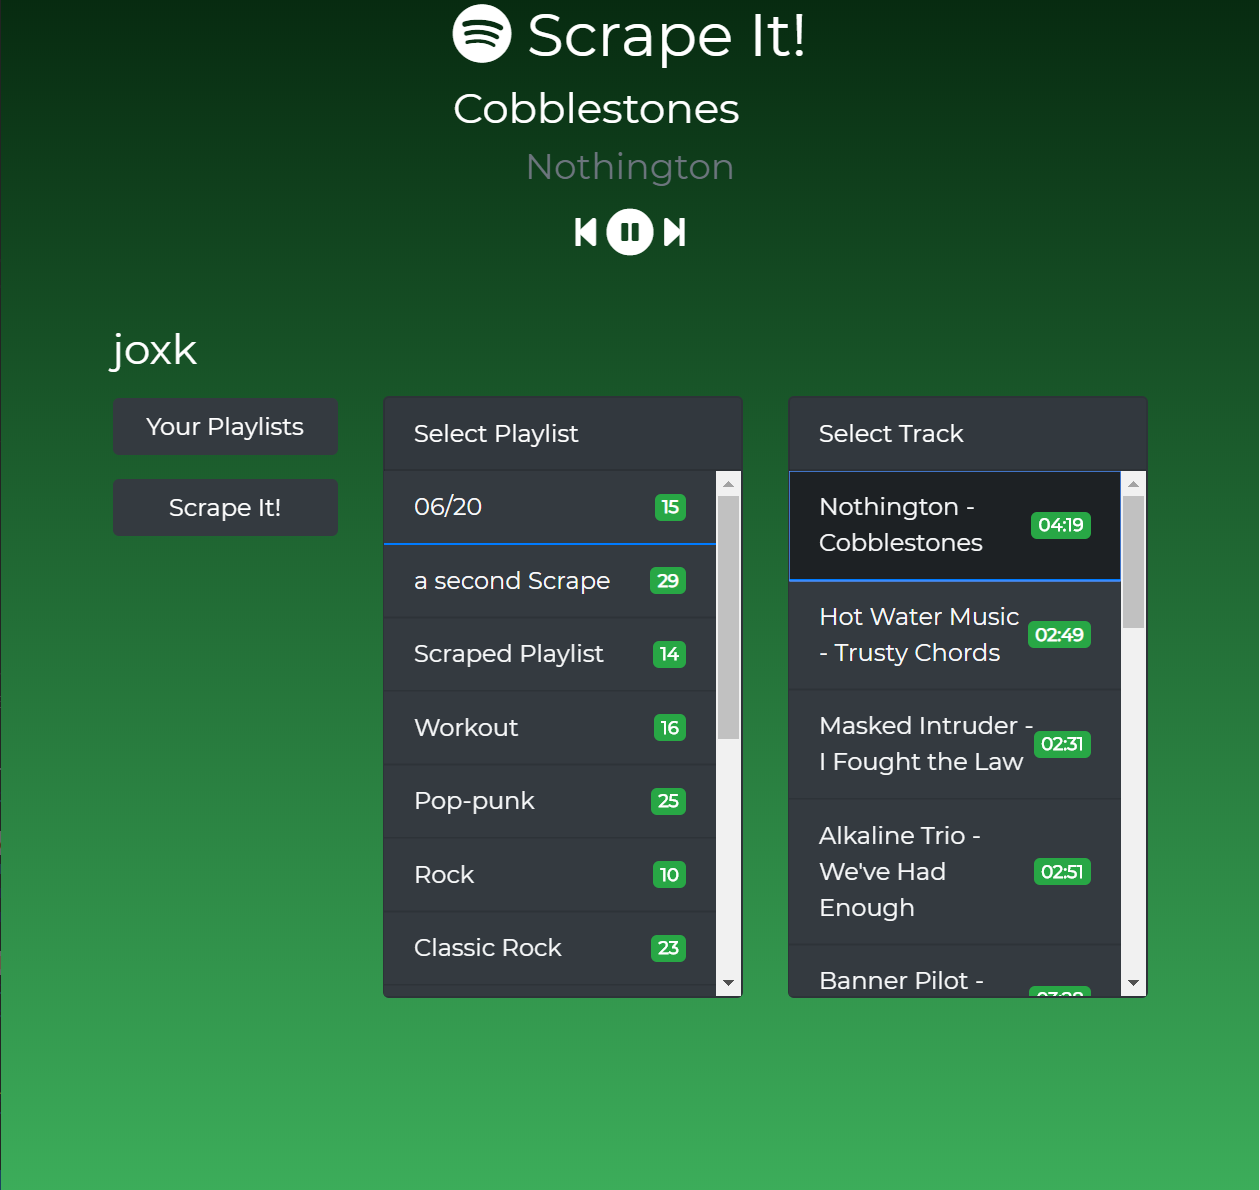 Scrape It!
Cobblestones
Nothington
joxk
Your Playlists
Scrape It!
Select Playlist
06/20 15
a second Scrape 29
Scraped Playlist 14
Workout 16
Pop-punk 25
Rock 10
Classic Rock 23
Select Track
Nothington -
Cobblestones
04:19
Hot Water Music
- Trusty Chords
02:49
Masked Intruder -
I Fought the Law
02:31
Alkaline Trio -
We've Had
Enough
02:51
Banner Pilot -